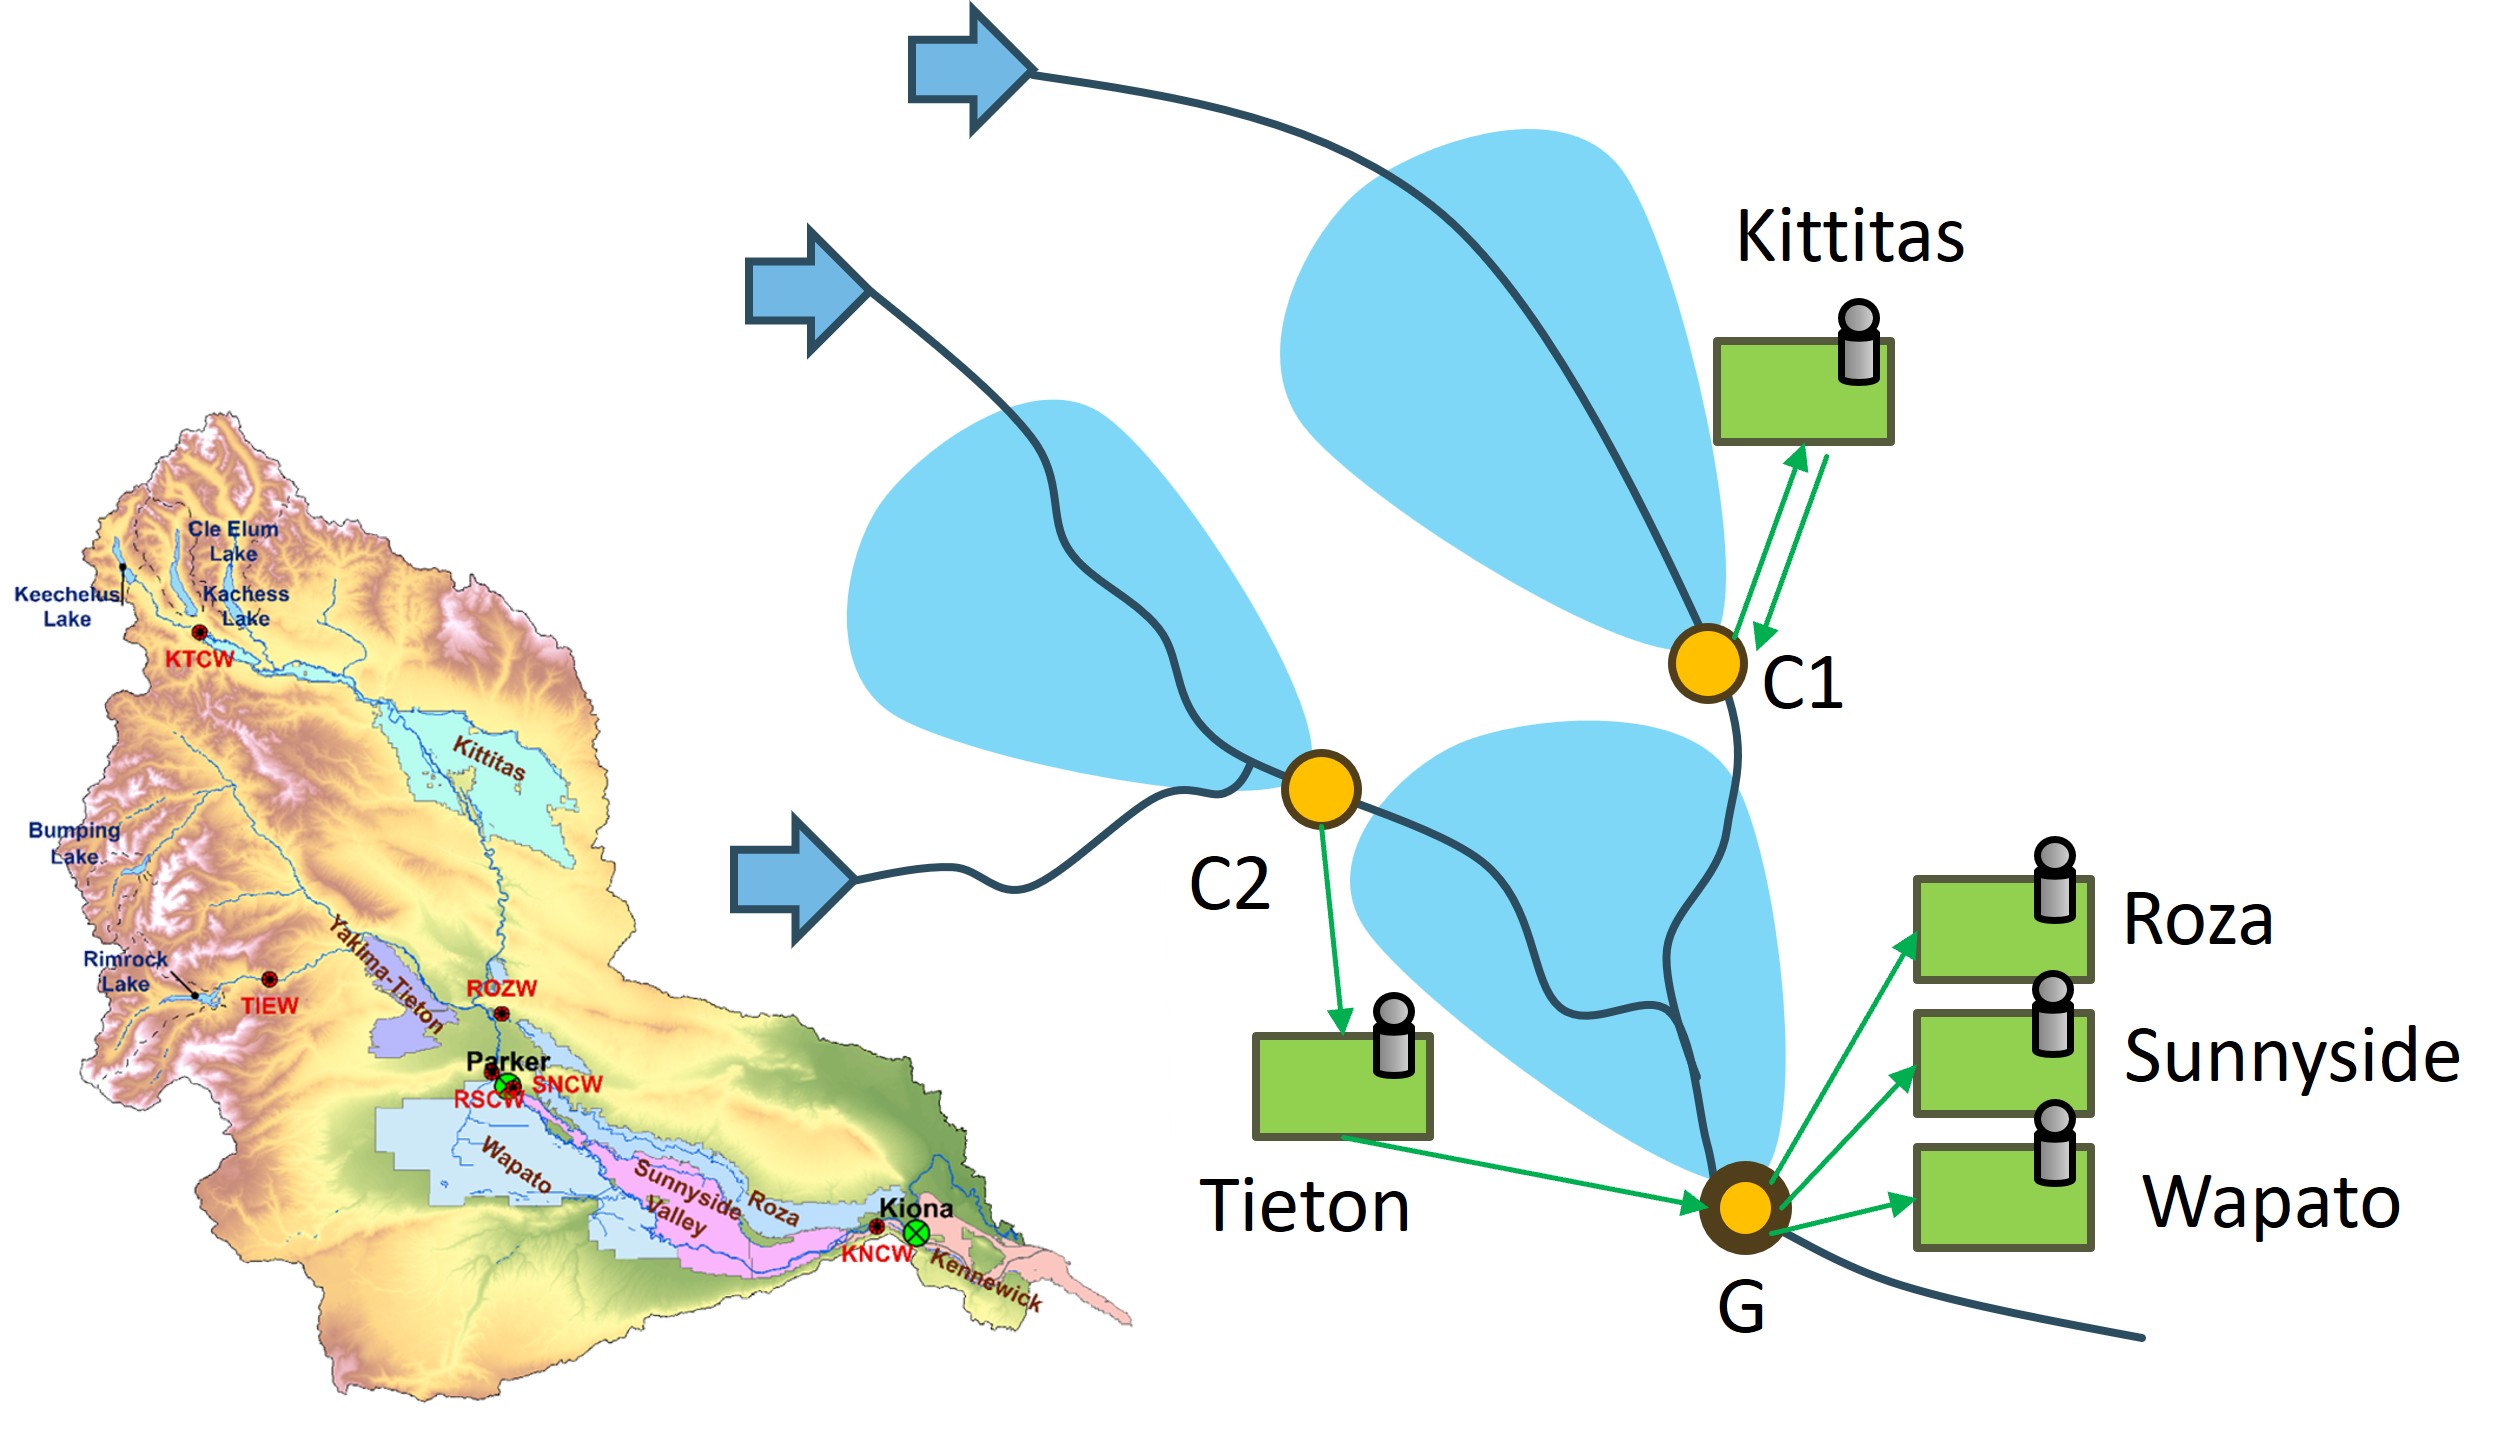 Kittitas
C1
C2
Tieton
Roza
Sunnyside
Wapato
G
Cle Elum
Lake
Keechelus
Lake
Kachess
Lake
KTCW
Kittitas
Bumping
Lake
Rimrock
Lake
TIEW
Yakima-Tieton
ROZW
Parker
RSCW
SNCW
Wapato
Sunnyside
Valley
Roza
Kiona
KNCW
Kennewick